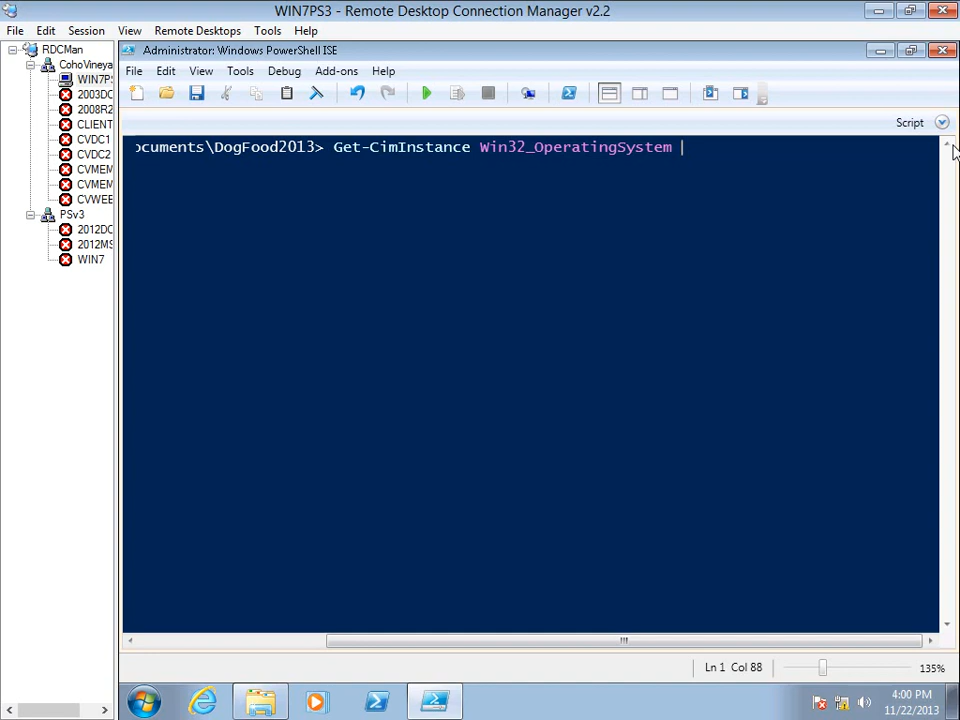 WIN7PS3 - Remote Desktop Connection Manager v2.2
File Edit Session View Remote Desktops Tools Help
RDCMan
CohoVineya
WIN7PS
2003DC
2008R2
CLIENT
CVDC1
CVDC2
CVMEM
CVMEM
CVWEE
PSv3
2012DC
2012MS
WIN7
Administrator: Windows PowerShell ISE
File Edit View Tools Debug Add-ons Help
Script
ocuments\DogFood2013> Get-CimInstance Win32_OperatingSystem
Ln 1 Col 88
135%
4:00 PM
11/22/2013